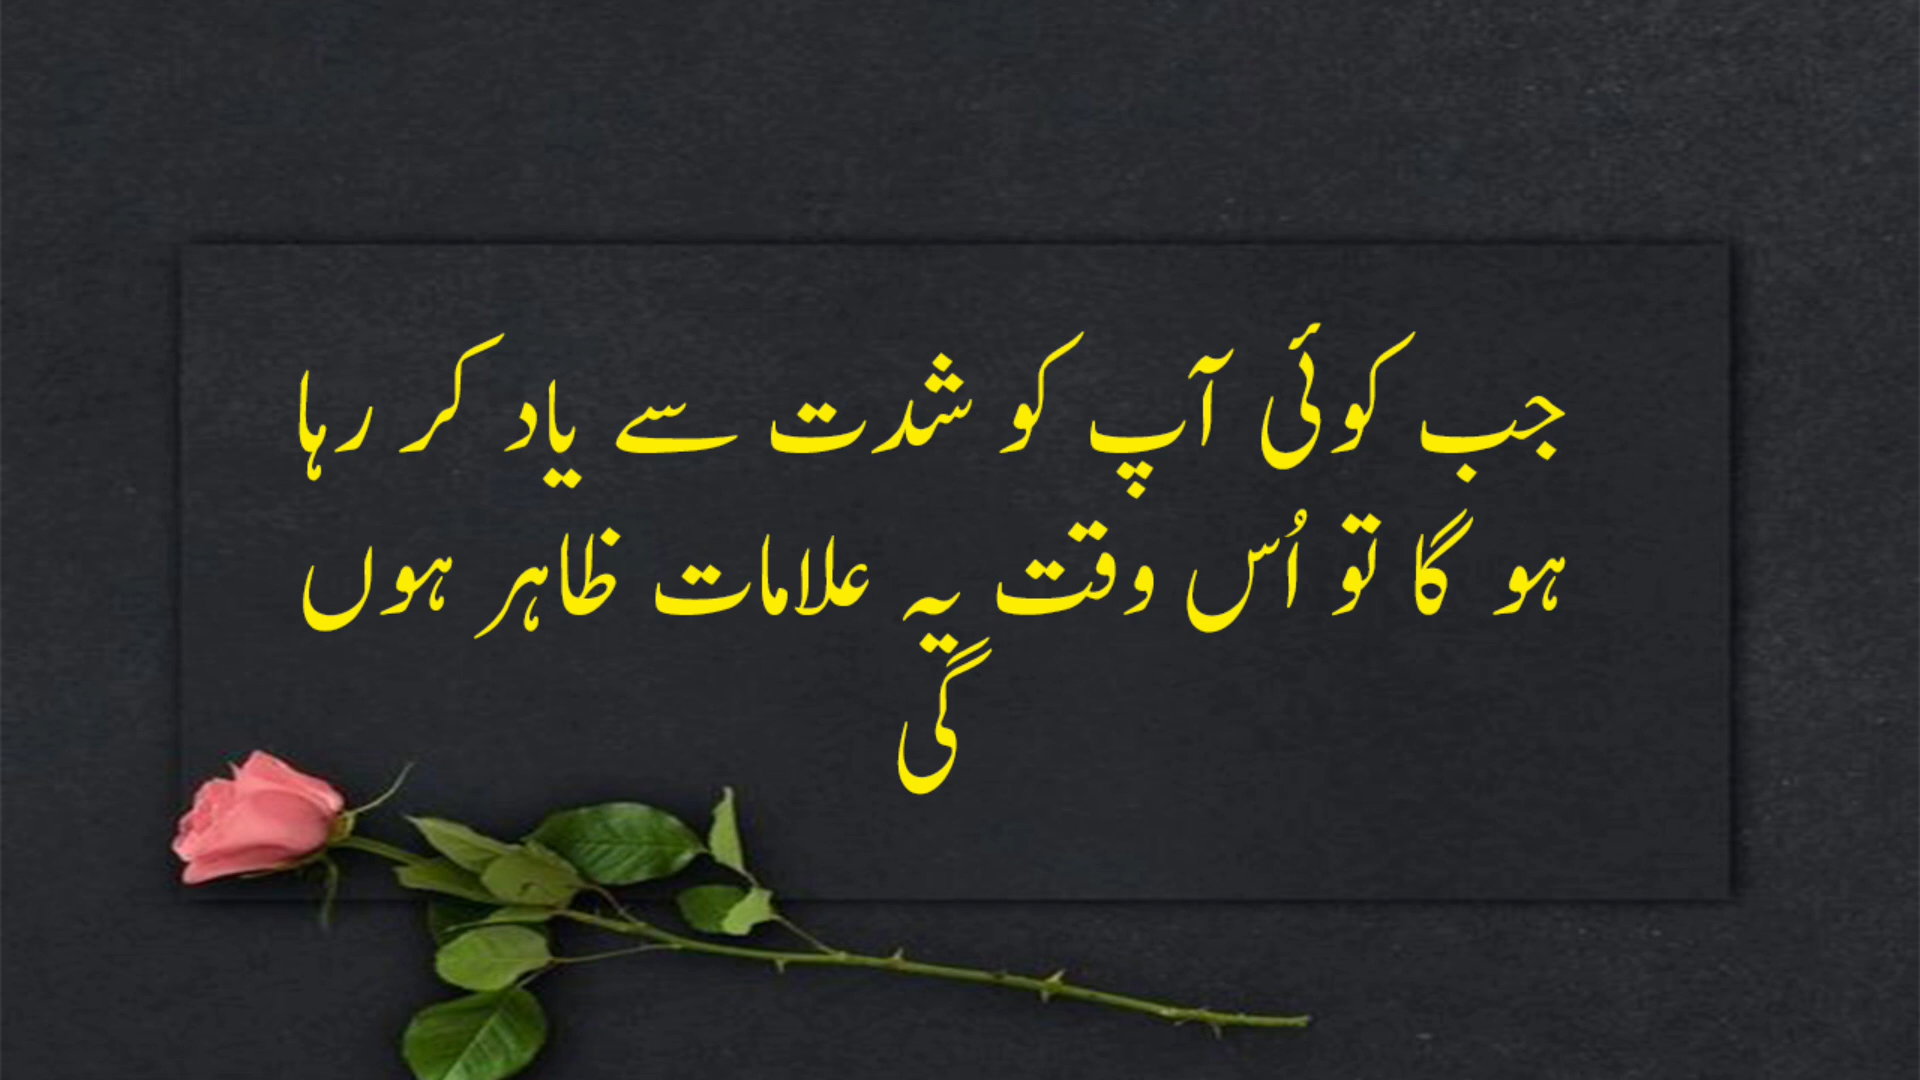 جب کوئی آپ کو شدت سے یاد کر رہا
ہو گا تو اُس وقت یہ علامات ظاہر ہوں
گی